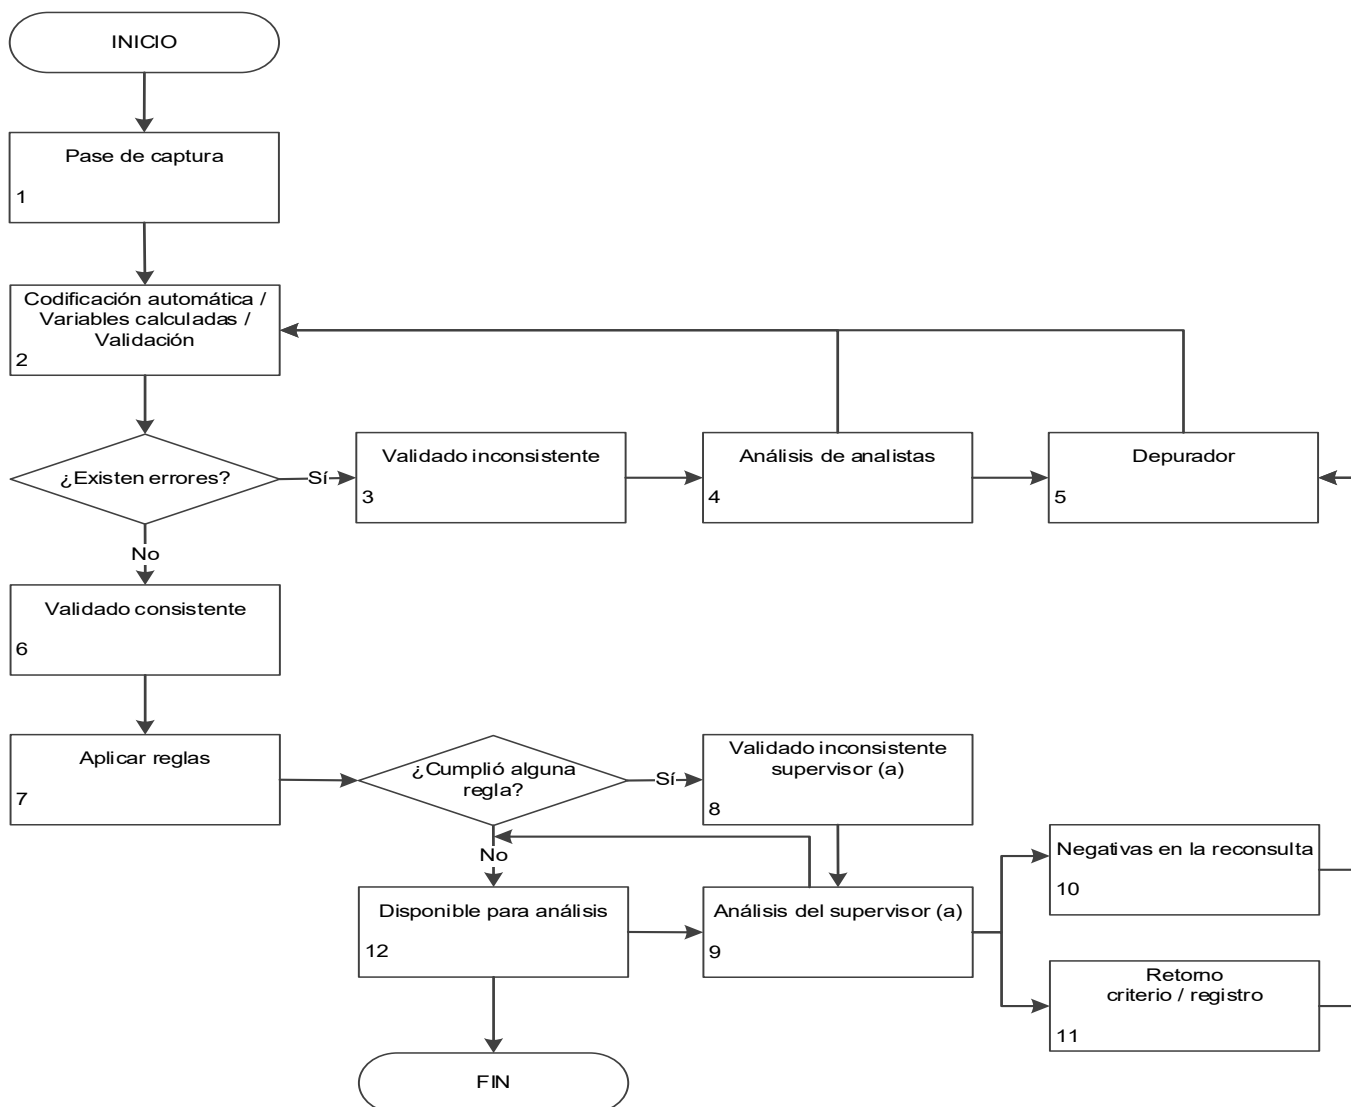 INICIO
Pase de captura
1
Codificación automática /
Variables calculadas /
Validación
2
¿Existen errores?
Sí
Validado inconsistente
3
Análisis de analistas
4
Depurador
5
No
Validado consistente
6
Aplicar reglas
7
¿Cumplió alguna
regla?
Sí
Validado inconsistente
supervisor (a)
8
No
Disponible para análisis
12
Análisis del supervisor (a)
9
Negativas en la reconsulta
10
Retorno
criterio / registro
11
FIN